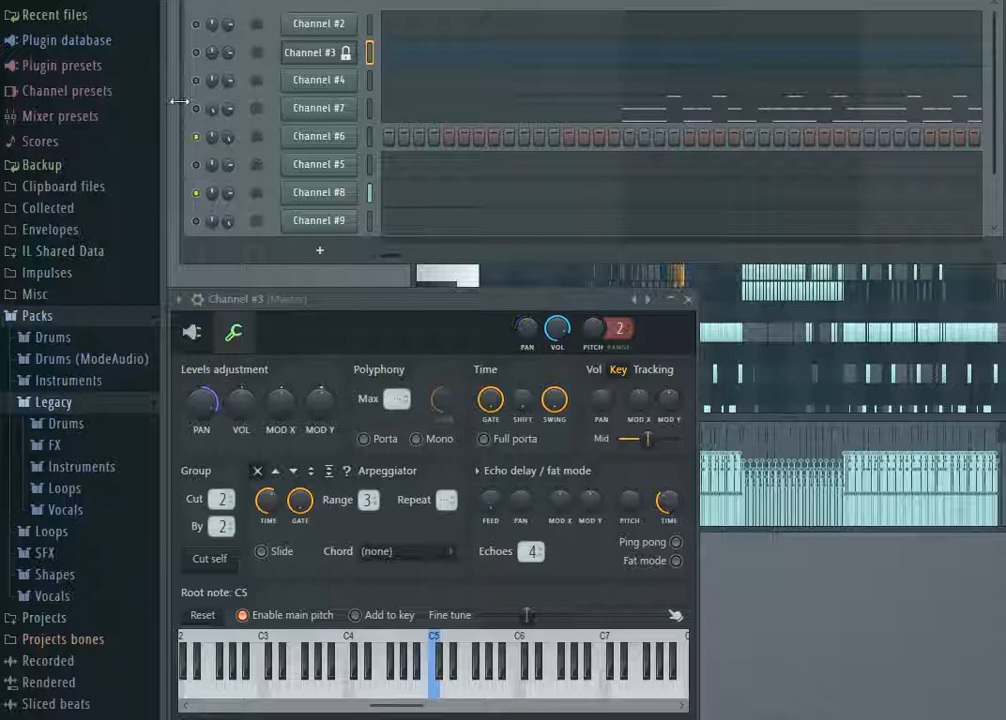 Recent files
Plugin database
Plugin presets
Channel presets
Mixer presets
Scores
Backup
Clipboard files
Collected
Envelopes
IL Shared Data
Impulses
Misc
Packs
Drums
Drums (ModeAudio)
Instruments
Legacy
Drums
FX
Instruments
Loops
Vocals
Loops
SFX
Shapes
Vocals
Projects
Projects bones
Recorded
Rendered
Sliced beats
Channel #2
Channel #3
Channel #4
Channel #7
Channel #6
Channel #5
Channel #8
Channel #9
+
Channel #3 (Master)
PAN VOL PITCH RANGE 2
Levels adjustment
PAN VOL MOD X MOD Y
Polyphony
Max
Porta Mono
Time
GATE SHIFT SWING
Full porta
Vol Key Tracking
PAN MOD X MOD Y
Mid
Group
Cut 2
By 2
Cut self
? Arpeggiator
TIME GATE Range 3 Repeat
Slide Chord (none)
Echo delay / fat mode
FEED PAN MOD X MOD Y PITCH TIME
Echoes 4
Ping pong
Fat mode
Root note: C5
Reset Enable main pitch Add to key Fine tune
2 C3 C4 C5 C6 C7